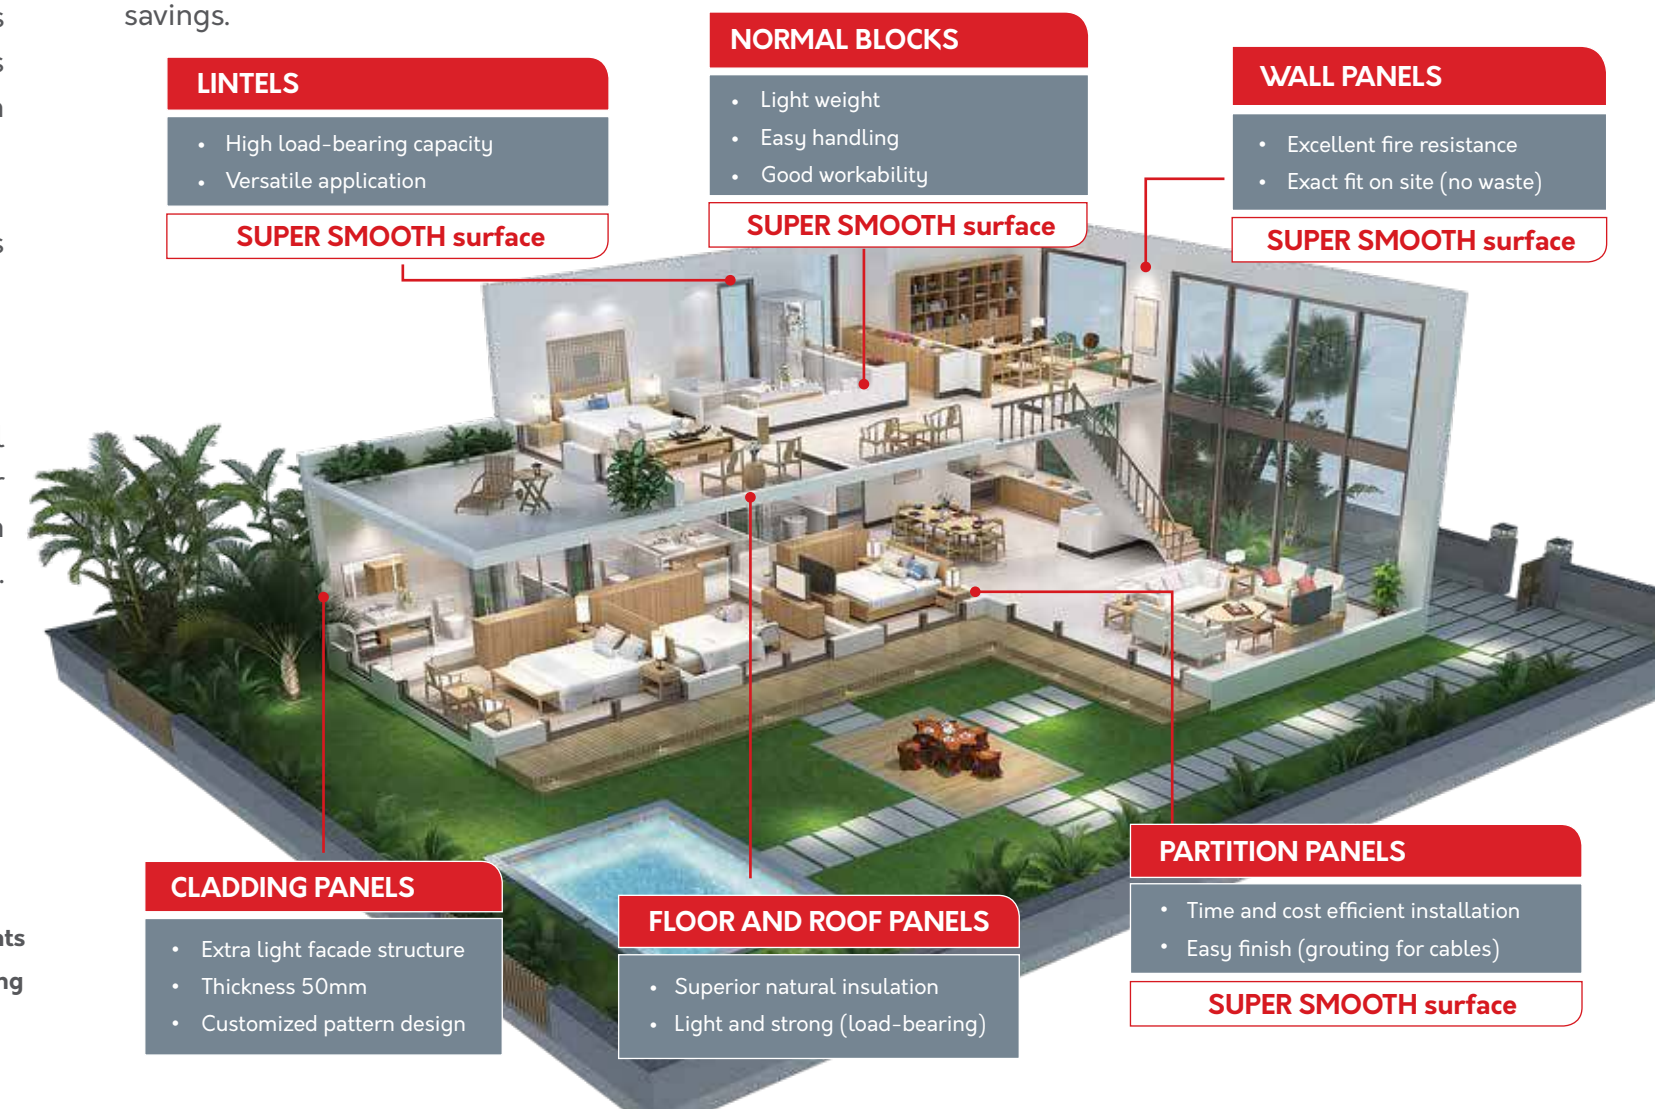 savings.
LINTELS
• High load-bearing capacity
• Versatile application
SUPER SMOOTH surface
NORMAL BLOCKS
• Light weight
• Easy handling
• Good workability
SUPER SMOOTH surface
WALL PANELS
• Excellent fire resistance
• Exact fit on site (no waste)
SUPER SMOOTH surface
CLADDING PANELS
• Extra light facade structure
• Thickness 50mm
• Customized pattern design
FLOOR AND ROOF PANELS
• Superior natural insulation
• Light and strong (load-bearing)
PARTITION PANELS
• Time and cost efficient installation
• Easy finish (grouting for cables)
SUPER SMOOTH surface